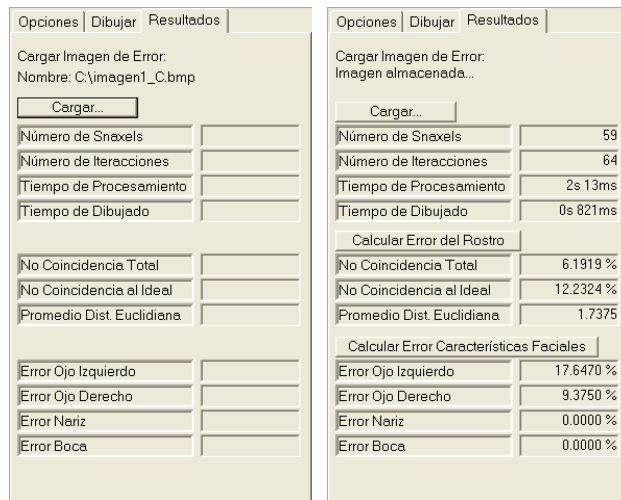 Opciones Dibujar Resultados
Cargar Imagen de Error:
Nombre: C:\imagen1_C.bmp
Cargar...
Número de Snaxels
Número de Iteracciones
Tiempo de Procesamiento
Tiempo de Dibujado
No Coincidencia Total
No Coincidencia al Ideal
Promedio Dist. Euclidiana
Error Ojo Izquierdo
Error Ojo Derecho
Error Nariz
Error Boca
Opciones Dibujar Resultados
Cargar Imagen de Error:
Imagen almacenada...
Cargar...
Número de Snaxels 59
Número de Iteracciones 64
Tiempo de Procesamiento 2s 13ms
Tiempo de Dibujado 0s 821ms
Calcular Error del Rostro
No Coincidencia Total 6.1919 %
No Coincidencia al Ideal 12.2324 %
Promedio Dist. Euclidiana 1.7375
Calcular Error Características Faciales
Error Ojo Izquierdo 17.6470 %
Error Ojo Derecho 9.3750 %
Error Nariz 0.0000 %
Error Boca 0.0000 %